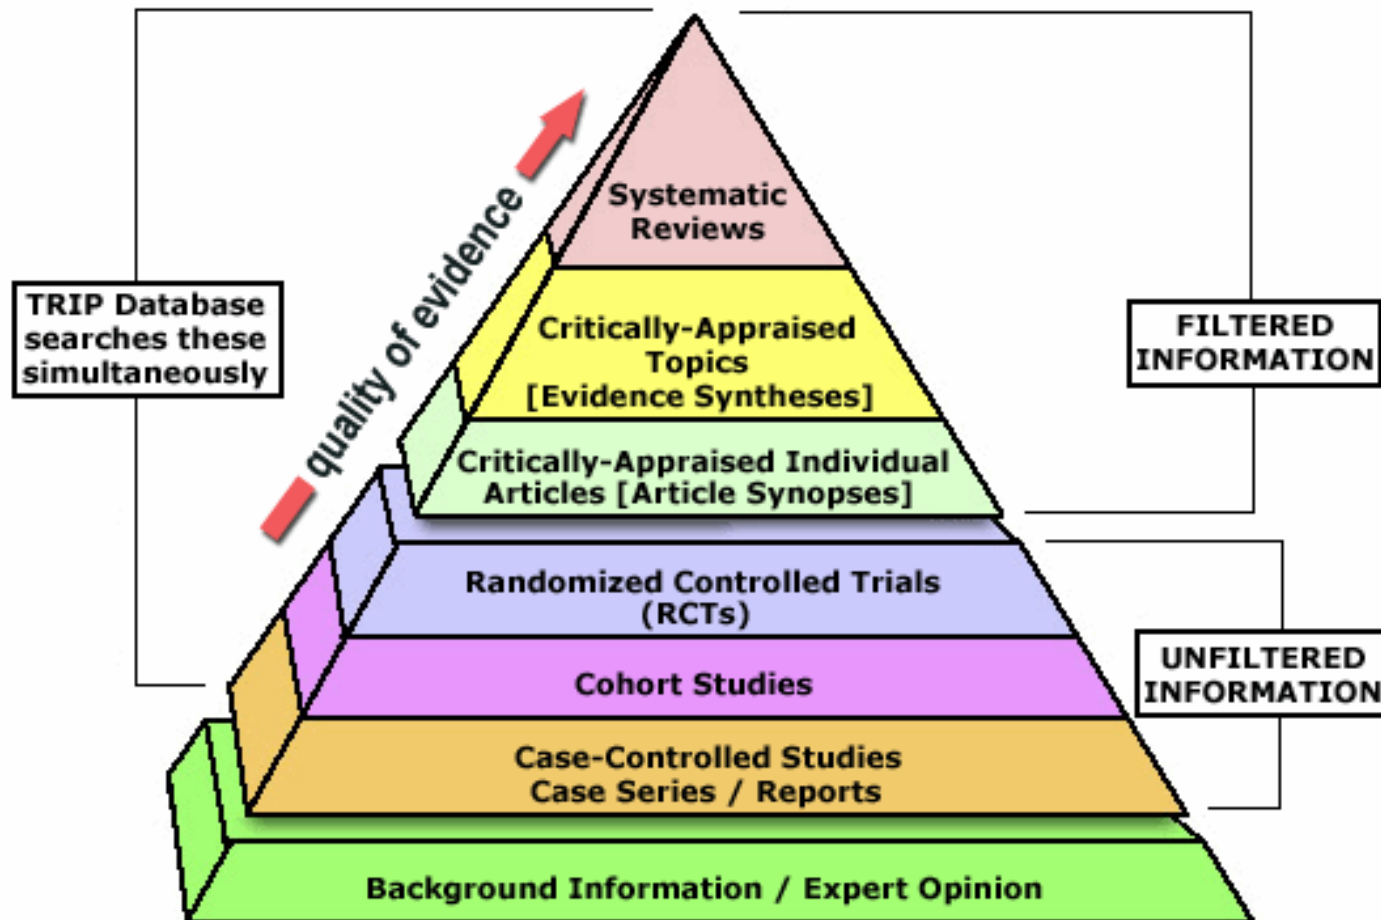 Systematic
Reviews
quality of evidence
TRIP Database
searches these
simultaneously
Critically-Appraised
Topics
[Evidence Syntheses]
FILTERED
INFORMATION
Critically-Appraised Individual
Articles [Article Synopses]
Randomized Controlled Trials
(RCTs)
Cohort Studies
UNFILTERED
INFORMATION
Case-Controlled Studies
Case Series / Reports
Background Information / Expert Opinion